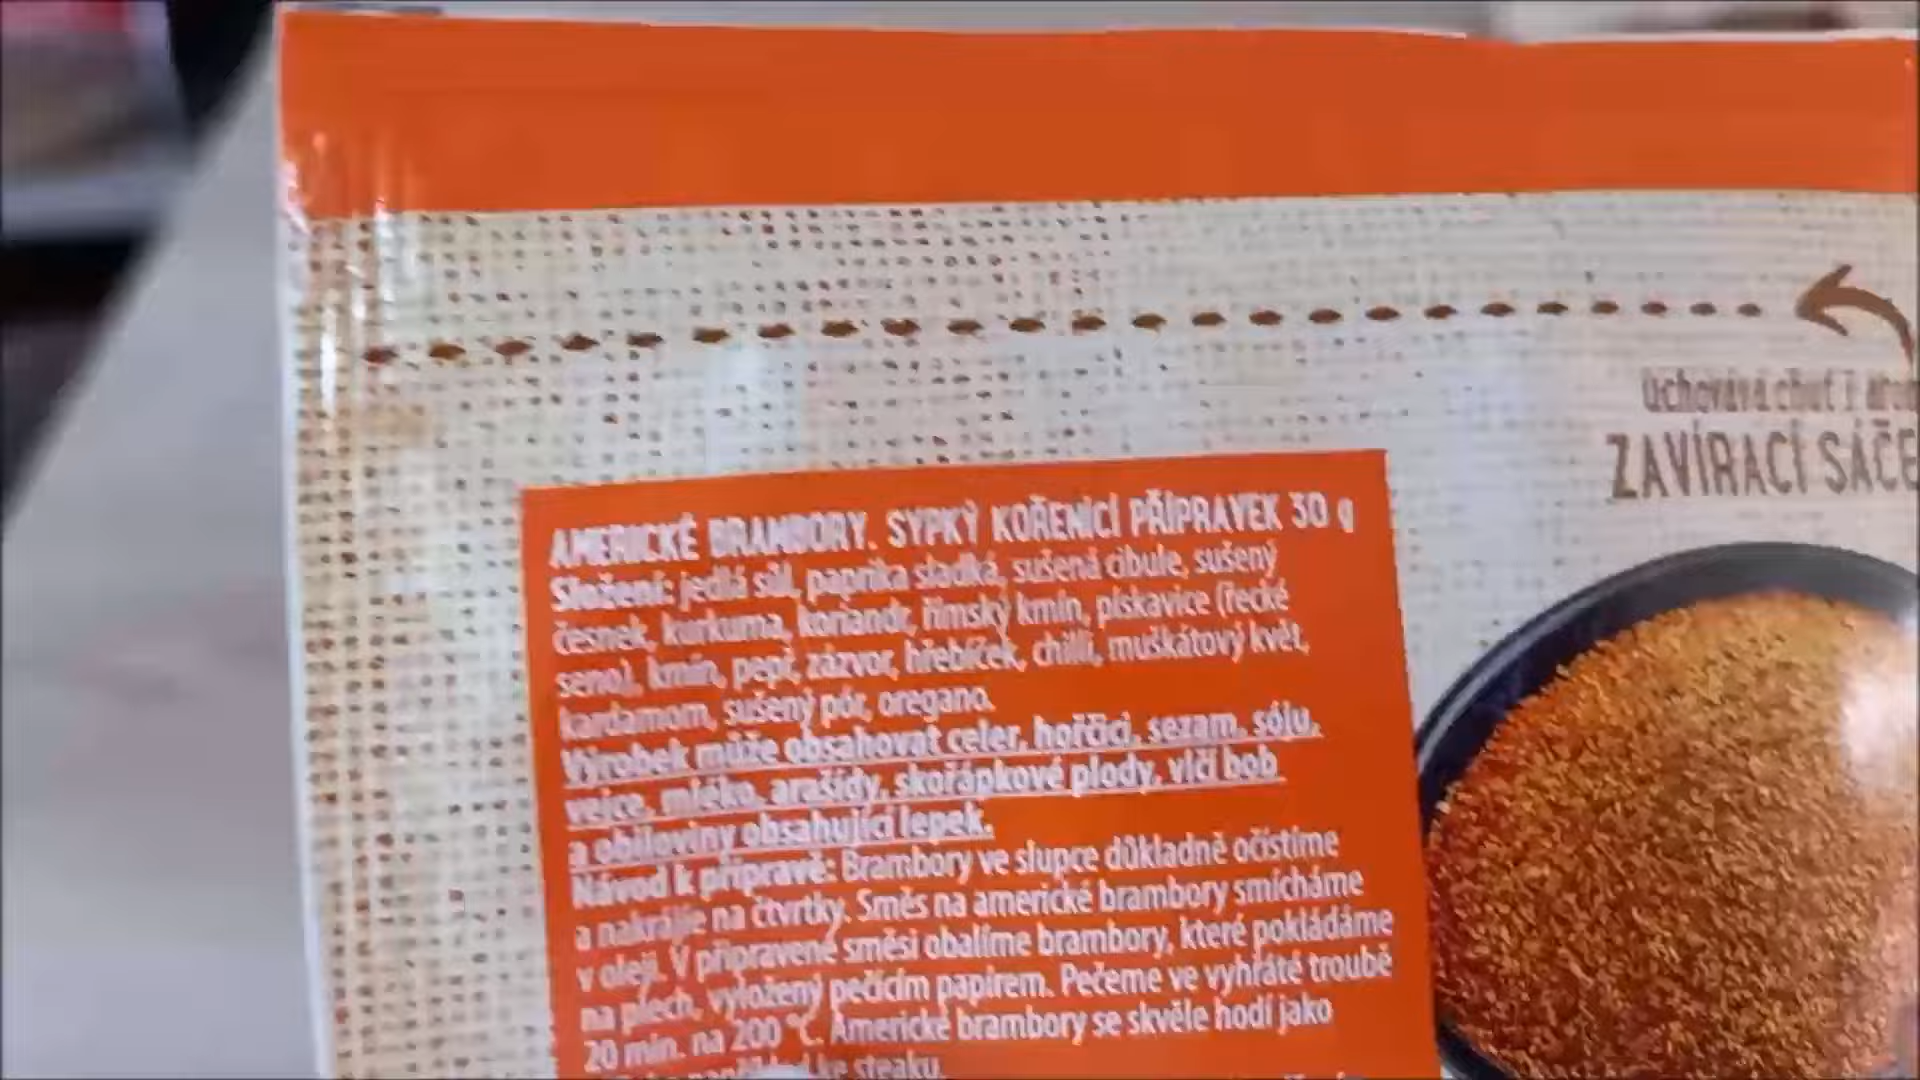 Uchovává chuť i
ZAVÍRACÍ SÁČE
AMERICKÉ BRAMBORY. SYPKÝ KOŘENICÍ PŘÍPRAVEK 30 g
Složení: jedlá sůl, paprika sladká, sušená cibule, sušený
česnek, kurkuma, koriandr, římský kmín, pískavice (řecké
seno), kmín, pepř, zázvor, hřebíček, chilli, muškátový květ,
kardamom, sušený pór, oregano.
Výrobek může obsahovat celer, hořčici, sezam, sóju,
vejce, mléko, arašídy, skořápkové plody, vlčí bob
a obiloviny obsahující lepek.
Návod k přípravě: Brambory ve slupce důkladně očistíme
a nakrájíme na čtvrtky. Směs na americké brambory smícháme
v oleji. V připravené směsi obalíme brambory, které pokládáme
na plech, vyložený pečicím papírem. Pečeme ve vyhřáté troubě
20 min. na 200 °C. Americké brambory se skvěle hodí jako
ke steaku.